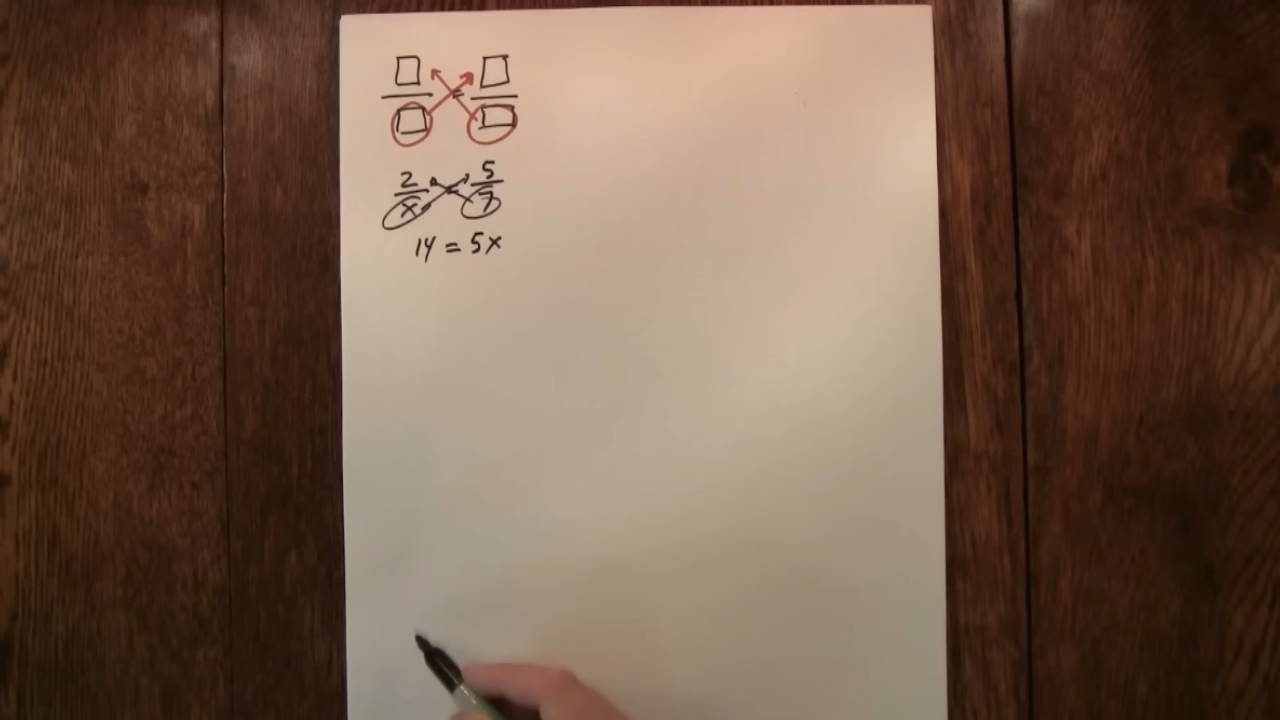 □/□ = □/□
2/x = 5/7
14 = 5x